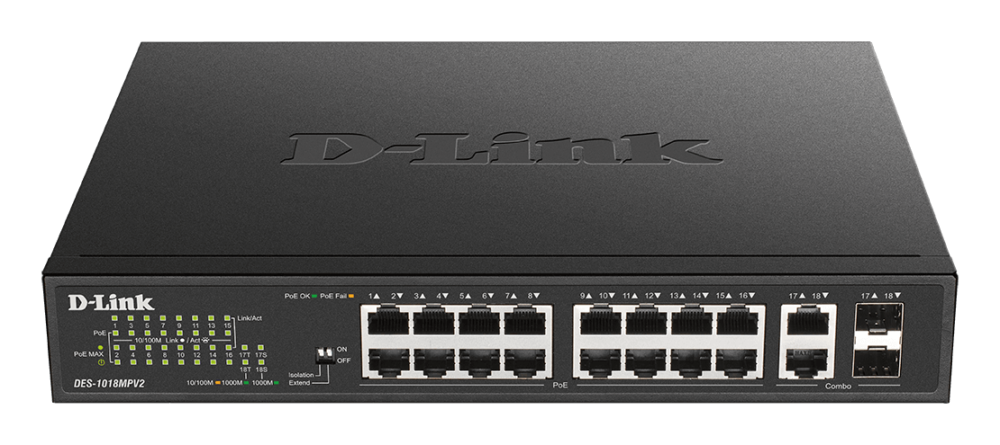 D-Link
D-Link
PoE OK PoE Fail
1▲ 2▼ 3▲ 4▼ 5▲ 6▼ 7▲ 8▼
9▲ 10▼ 11▲ 12▼ 13▲ 14▼ 15▲ 16▼
17▲ 18▼
17▲ 18▼
Link/Act
1 3 5 7 9 11 13 15
PoE
10/100M Link / Act
PoE MAX
2 4 6 8 10 12 14 16 17T 17S
18T 18S
10/100M 1000M 1000M
ON
OFF
Isolation
Extend
DES-1018MPV2
PoE
Combo